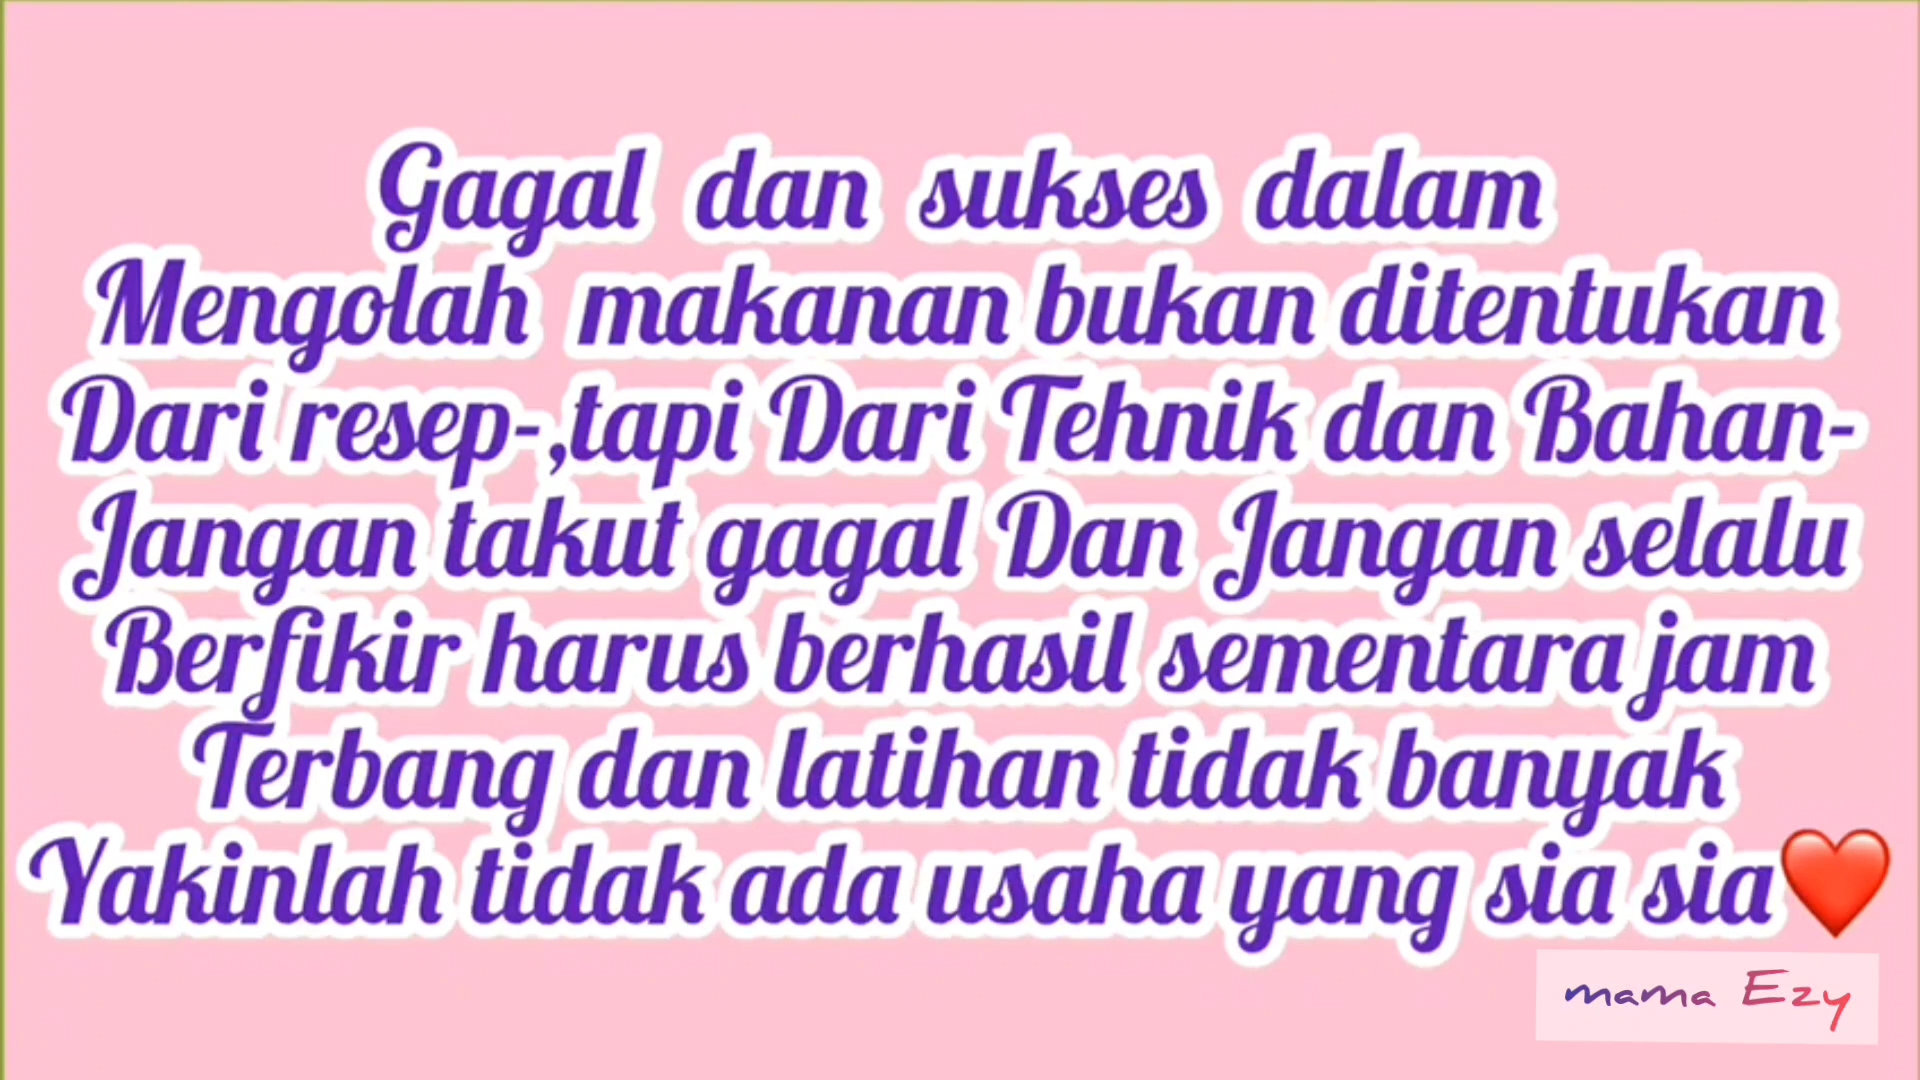 Gagal dan sukses dalam
Mengolah makanan bukan ditentukan
Dari resep-,tapi Dari Tehnik dan Bahan-
Jangan takut gagal Dan Jangan selalu
Berfikir harus berhasil sementara jam
Terbang dan latihan tidak banyak
Yakinlah tidak ada usaha yang sia sia❤️
mama Ezy